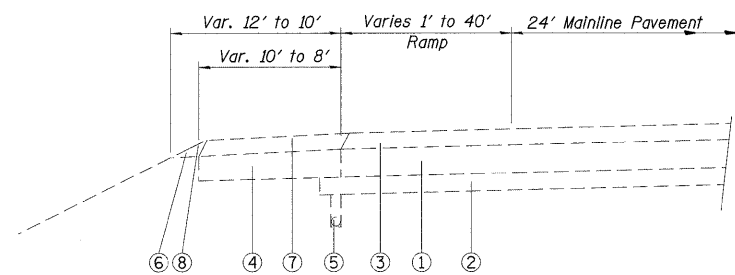 Var. 12' to 10'
Varies 1' to 40'
24' Mainline Pavement
Ramp
Var. 10' to 8'
6 8 4 7 5 3 1 2